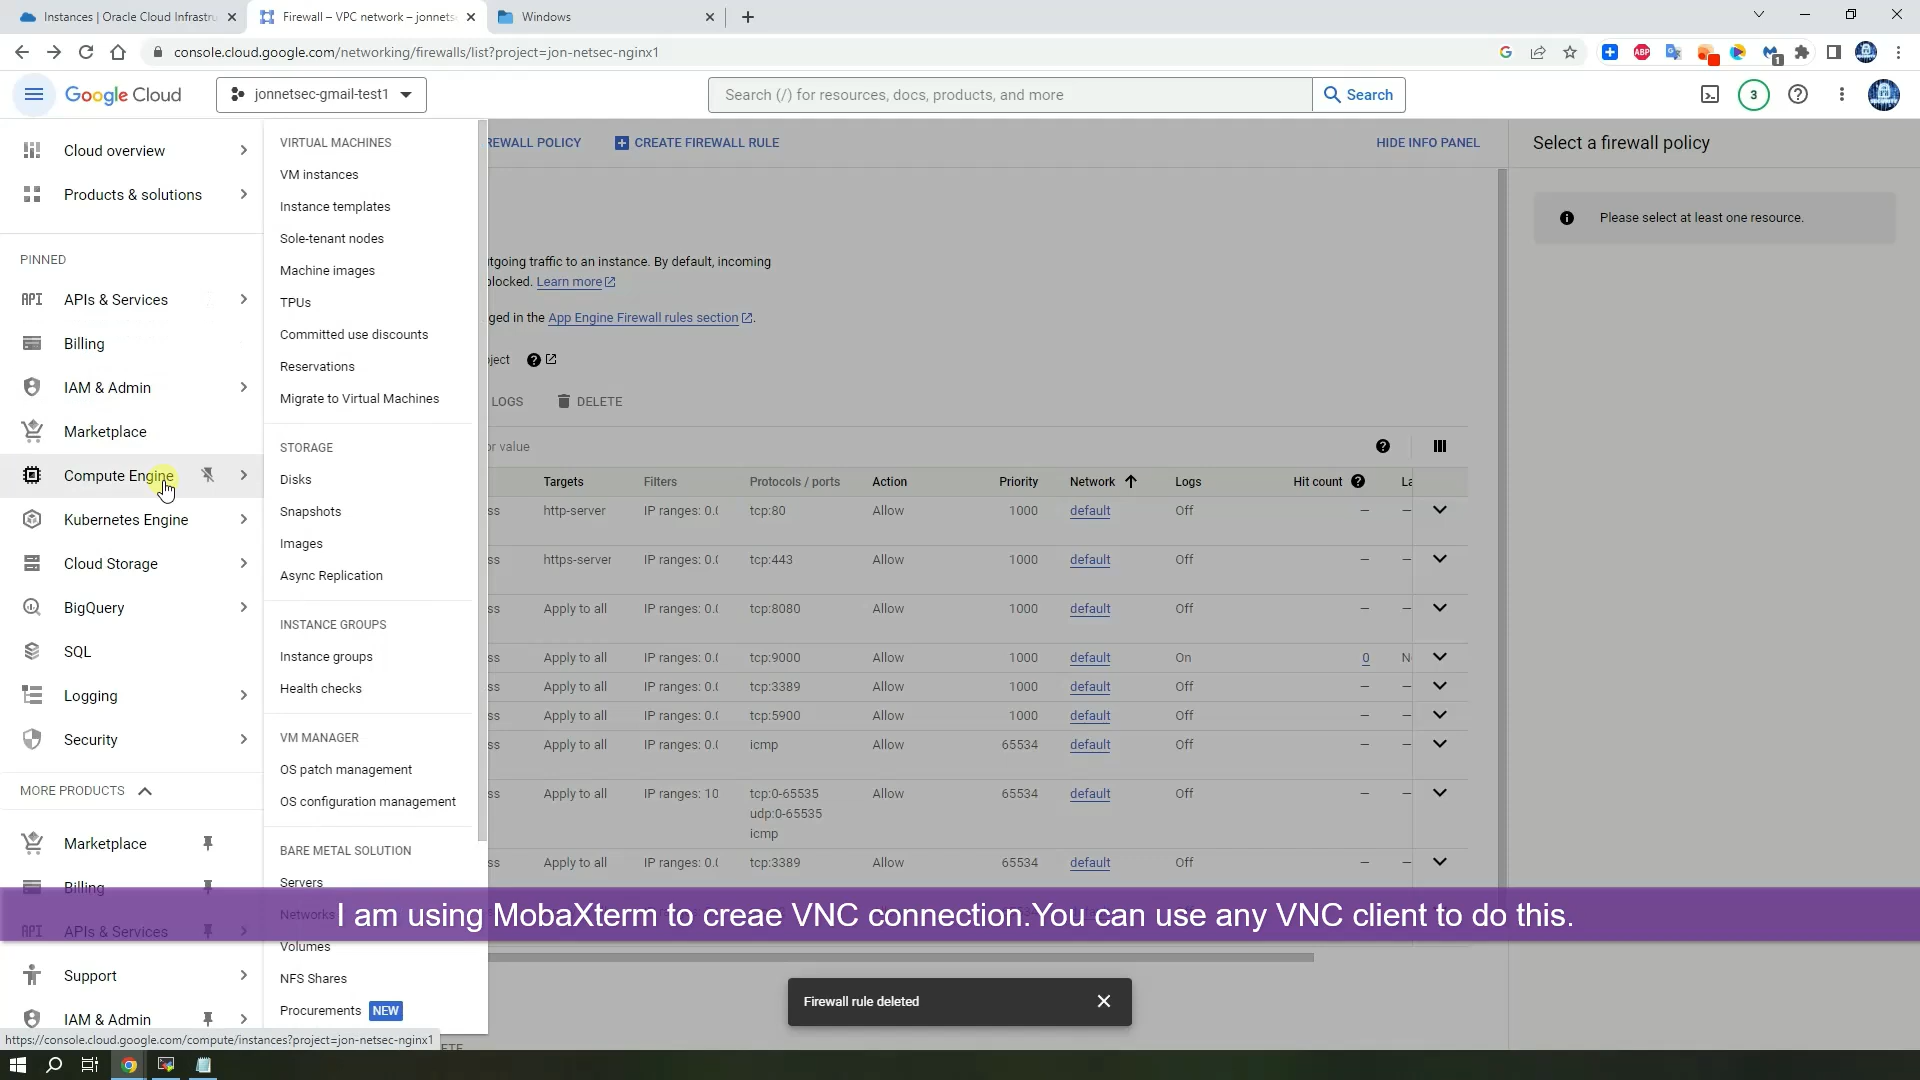 Instances | Oracle Cloud Infrastru
Firewall – VPC network – jonnets
Windows
console.cloud.google.com/networking/firewalls/list?project=jon-netsec-nginx1
Google Cloud
jonnetsec-gmail-test1
Search (/) for resources, docs, products, and more
Search
3
Cloud overview
Products & solutions
PINNED
API APIs & Services
Billing
IAM & Admin
Marketplace
Compute Engine
Kubernetes Engine
Cloud Storage
BigQuery
SQL
Logging
Security
MORE PRODUCTS
Marketplace
Billing
API APIs & Services
Support
IAM & Admin
VIRTUAL MACHINES
VM instances
Instance templates
Sole-tenant nodes
Machine images
TPUs
Committed use discounts
Reservations
Migrate to Virtual Machines
STORAGE
Disks
Snapshots
Images
Async Replication
INSTANCE GROUPS
Instance groups
Health checks
VM MANAGER
OS patch management
OS configuration management
BARE METAL SOLUTION
Servers
Networks
Volumes
NFS Shares
Procurements NEW
REWALL POLICY
CREATE FIREWALL RULE
HIDE INFO PANEL
tgoing traffic to an instance. By default, incoming
blocked. Learn more
ged in the App Engine Firewall rules section.
ject
LOGS
DELETE
or value
Targets Filters Protocols / ports Action Priority Network Logs Hit count La
ss http-server IP ranges: 0.( tcp:80 Allow 1000 default Off – –
ss https-server IP ranges: 0.( tcp:443 Allow 1000 default Off – –
ss Apply to all IP ranges: 0.( tcp:8080 Allow 1000 default Off – –
ss Apply to all IP ranges: 0.( tcp:9000 Allow 1000 default On 0 N
ss Apply to all IP ranges: 0.( tcp:3389 Allow 1000 default Off – –
ss Apply to all IP ranges: 0.( tcp:5900 Allow 1000 default Off – –
ss Apply to all IP ranges: 0.( icmp Allow 65534 default Off – –
ss Apply to all IP ranges: 10 tcp:0-65535 Allow 65534 default Off – –
udp:0-65535
icmp
ss Apply to all IP ranges: 0.( tcp:3389 Allow 65534 default Off – –
Select a firewall policy
Please select at least one resource.
I am using MobaXterm to creae VNC connection.You can use any VNC client to do this.
Firewall rule deleted
https://console.cloud.google.com/compute/instances?project=jon-netsec-nginx1